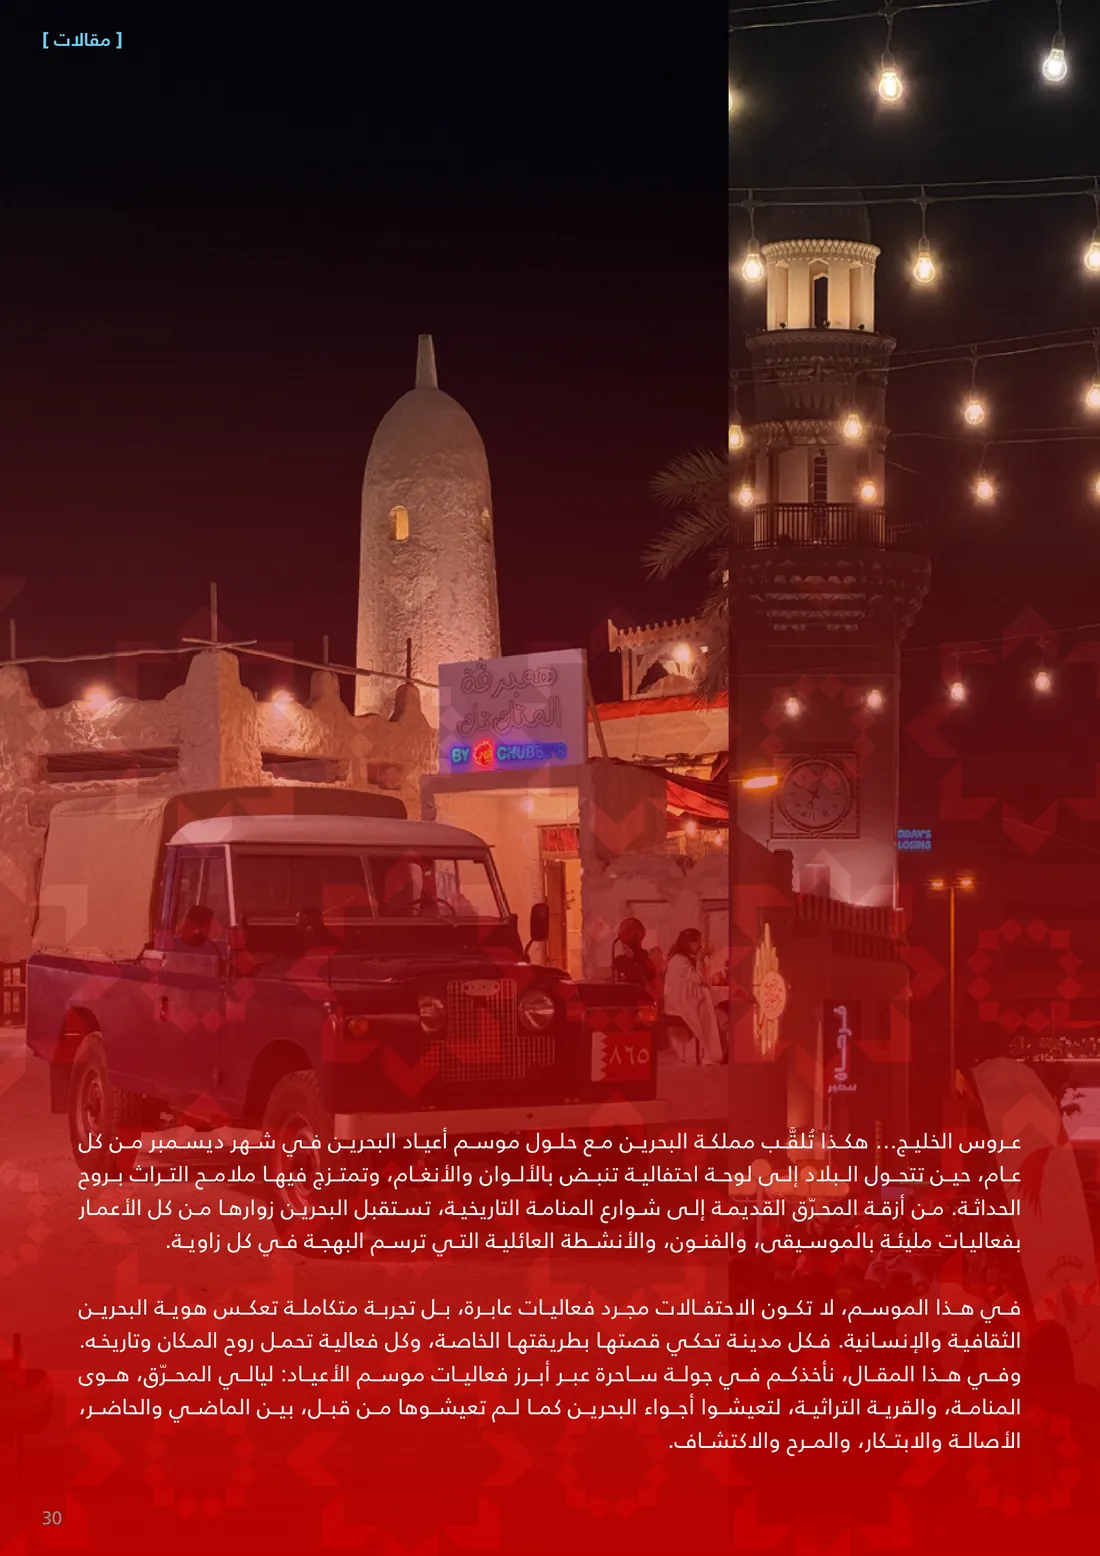 [ مقالات ]
همبرقة
المتك تك
BY CHUBBY'S
٨٦٥
عروس الخليج... هكذا تُلقَّب مملكة البحرين مع حلول موسم أعياد البحرين في شهر ديسمبر من كل
عام، حين تتحول البلاد إلى لوحة احتفالية تنبض بالألوان والأنغام، وتمتزج فيها ملامح التراث بروح
الحداثة. من أزقة المحرّق القديمة إلى شوارع المنامة التاريخية، تستقبل البحرين زوارها من كل الأعمار
بفعاليات مليئة بالموسيقى، والفنون، والأنشطة العائلية التي ترسم البهجة في كل زاوية.
في هذا الموسم، لا تكون الاحتفالات مجرد فعاليات عابرة، بل تجربة متكاملة تعكس هوية البحرين
الثقافية والإنسانية. فكل مدينة تحكي قصتها بطريقتها الخاصة، وكل فعالية تحمل روح المكان وتاريخه.
وفي هذا المقال، نأخذكم في جولة ساحرة عبر أبرز فعاليات موسم الأعياد: ليالي المحرّق، هوى
المنامة، والقرية التراثية، لتعيشوا أجواء البحرين كما لم تعيشوها من قبل، بين الماضي والحاضر،
الأصالة والابتكار، والمرح والاكتشاف.
30